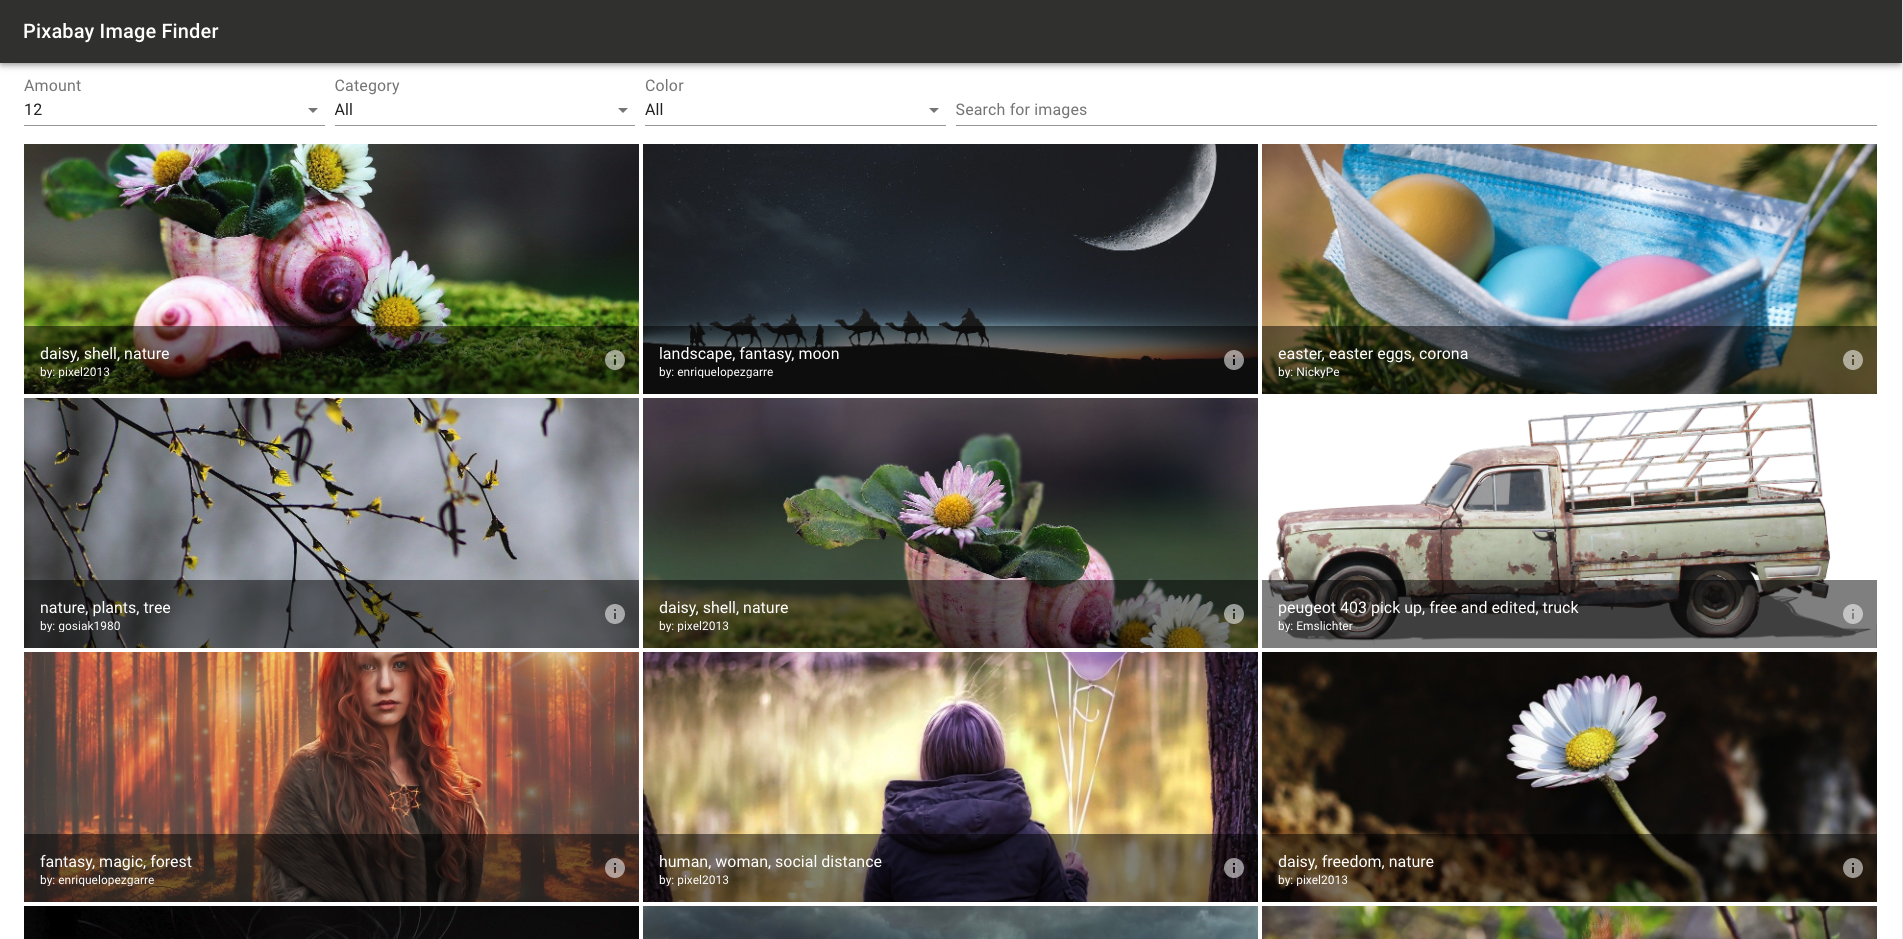 Pixabay Image Finder
Amount
Category
Color
12
All
All
Search for images
daisy, shell, nature
by: pixel2013
landscape, fantasy, moon
by: enriquelopezgarre
easter, easter eggs, corona
by: NickyPe
nature, plants, tree
by: gosiak1980
daisy, shell, nature
by: pixel2013
peugeot 403 pick up, free and edited, truck
by: Emslichter
fantasy, magic, forest
by: enriquelopezgarre
human, woman, social distance
by: pixel2013
daisy, freedom, nature
by: pixel2013